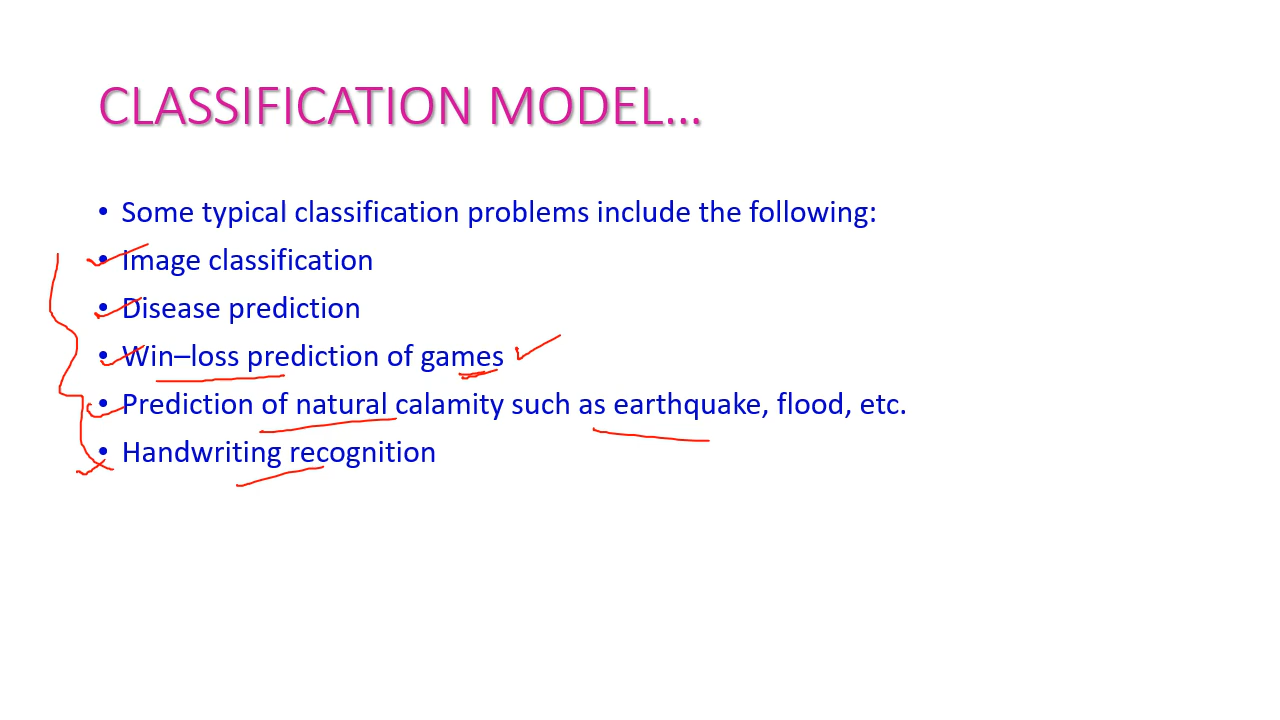 CLASSIFICATION MODEL...
• Some typical classification problems include the following:
• Image classification
• Disease prediction
• Win–loss prediction of games
• Prediction of natural calamity such as earthquake, flood, etc.
• Handwriting recognition